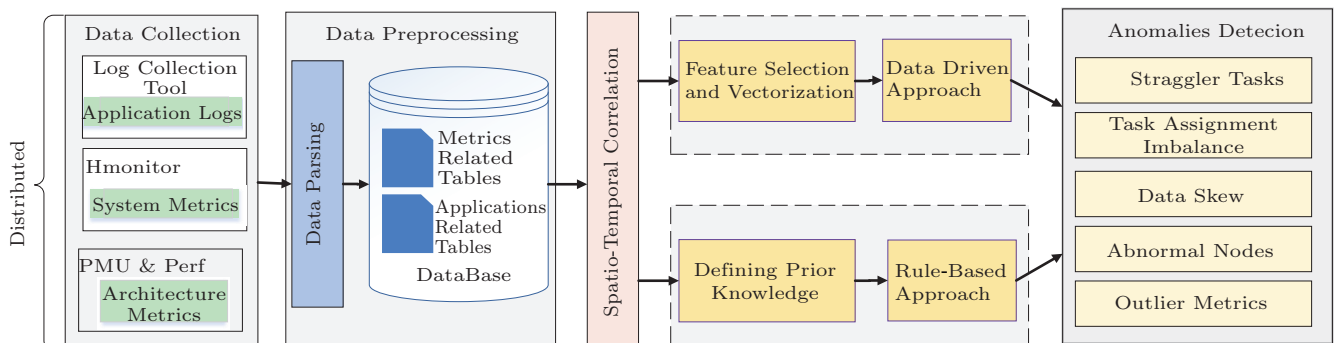 Distributed
Data Collection
Log Collection
Tool
Application Logs
Hmonitor
System Metrics
PMU & Perf
Architecture
Metrics
Data Preprocessing
Data Parsing
Metrics
Related
Tables
Applications
Related
Tables
DataBase
Spatio-Temporal Correlation
Feature Selection
and Vectorization
Data Driven
Approach
Defining Prior
Knowledge
Rule-Based
Approach
Anomalies Detecion
Straggler Tasks
Task Assignment
Imbalance
Data Skew
Abnormal Nodes
Outlier Metrics